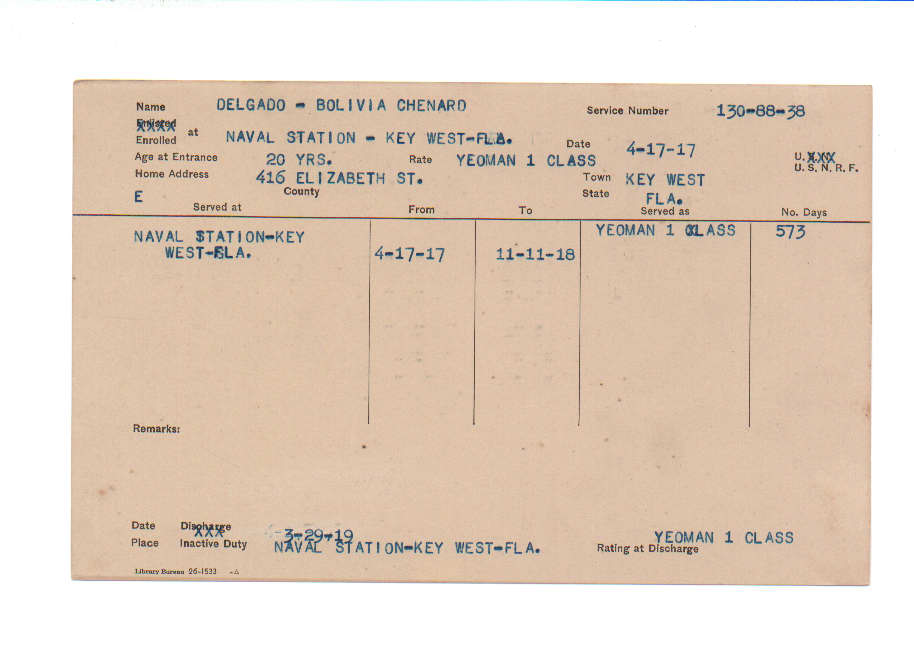 Name DELGADO - BOLIVIA CHENARD Service Number 130-88-38
Enlisted XXXX
Enrolled at NAVAL STATION - KEY WEST-FLA. Date 4-17-17
Age at Entrance 20 YRS. Rate YEOMAN 1 CLASS U.XXX
U. S. N. R. F.
Home Address 416 ELIZABETH ST. Town KEY WEST
E County State FLA.
Served at From To Served as No. Days
NAVAL STATION-KEY YEOMAN 1 CLASS 573
WEST-FLA. 4-17-17 11-11-18
Remarks:
Date Discharge XXX 3-29-19 YEOMAN 1 CLASS
Place Inactive Duty NAVAL STATION-KEY WEST-FLA. Rating at Discharge
Library Bureau 26-1533